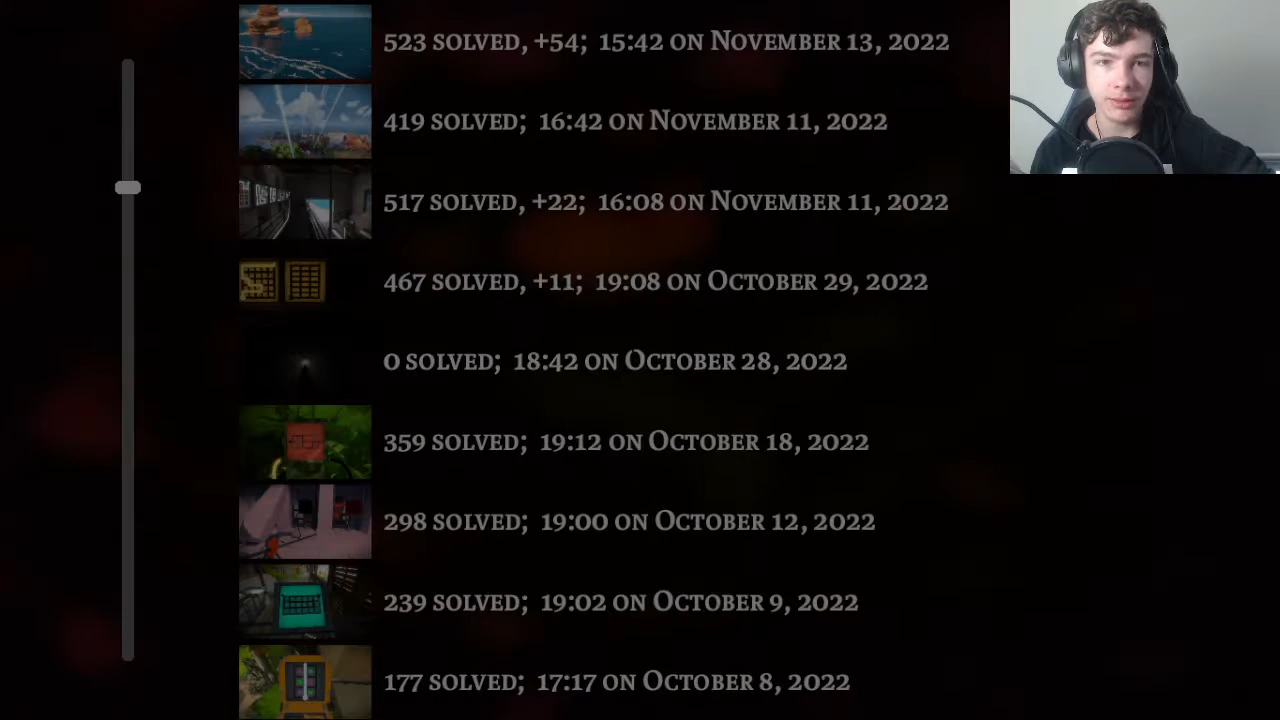 523 solved, +54; 15:42 on November 13, 2022
419 solved; 16:42 on November 11, 2022
517 solved, +22; 16:08 on November 11, 2022
467 solved, +11; 19:08 on October 29, 2022
0 solved; 18:42 on October 28, 2022
359 solved; 19:12 on October 18, 2022
298 solved; 19:00 on October 12, 2022
239 solved; 19:02 on October 9, 2022
177 solved; 17:17 on October 8, 2022